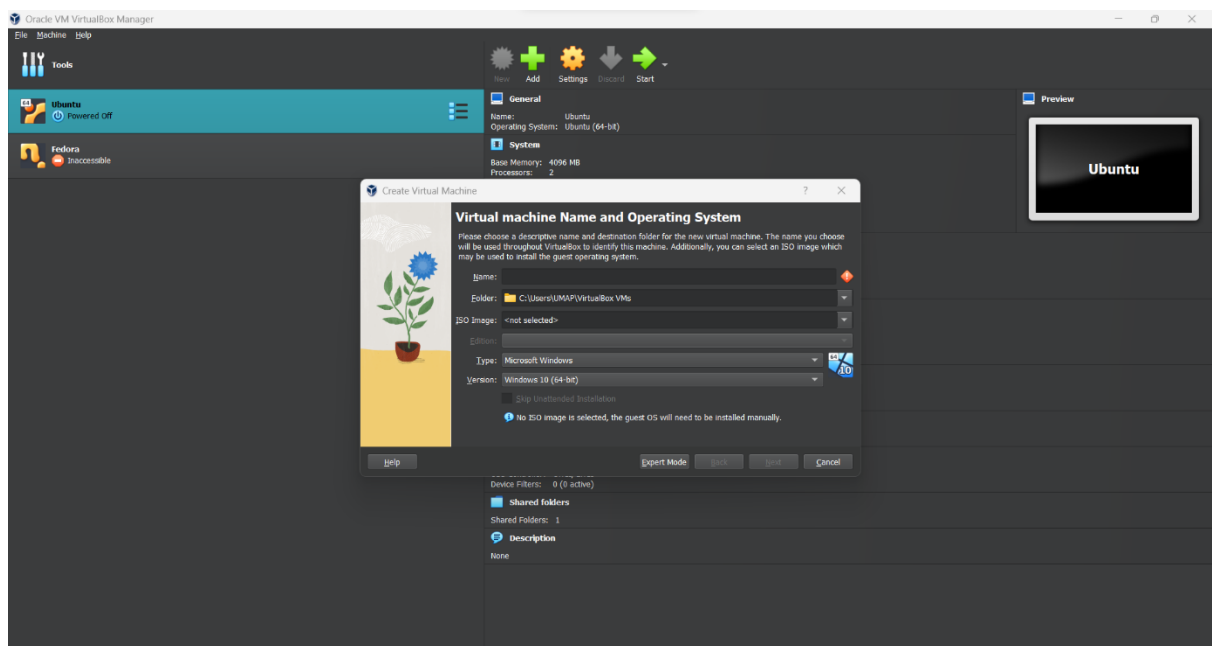 Oracle VM VirtualBox Manager
File Machine Help
Tools
New Add Settings Discard Start
64
Ubuntu
Powered Off
Fedora
Inaccessible
General
Name: Ubuntu
Operating System: Ubuntu (64-bit)
System
Base Memory: 4096 MB
Processors: 2
Preview
Ubuntu
Create Virtual Machine
?
Virtual machine Name and Operating System
Please choose a descriptive name and destination folder for the new virtual machine. The name you choose
will be used throughout VirtualBox to identify this machine. Additionally, you can select an ISO image which
may be used to install the guest operating system.
Name:
Folder: C:\Users\UMAP\VirtualBox VMs
ISO Image: <not selected>
Edition:
Type: Microsoft Windows
64
10
Version: Windows 10 (64-bit)
Skip Unattended Installation
No ISO image is selected, the guest OS will need to be installed manually.
Help Expert Mode Back Next Cancel
Device Filters: 0 (0 active)
Shared folders
Shared Folders: 1
Description
None